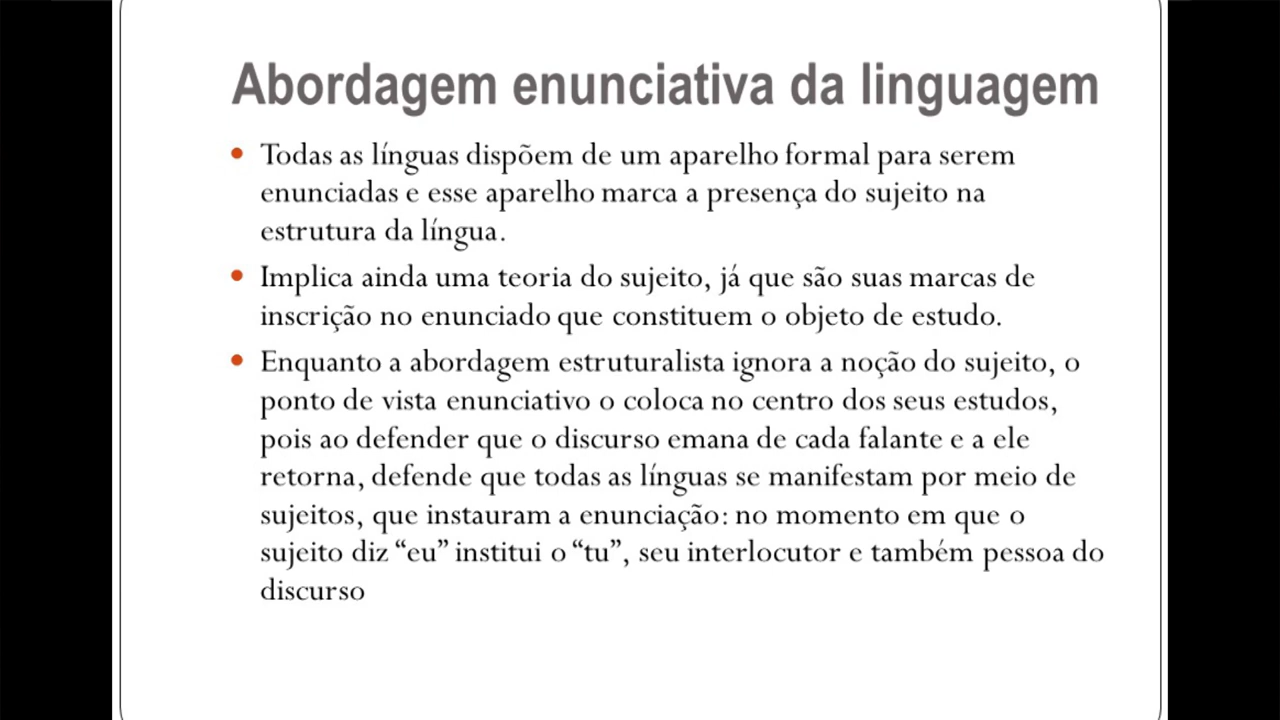 Abordagem enunciativa da linguagem
• Todas as línguas dispõem de um aparelho formal para serem
enunciadas e esse aparelho marca a presença do sujeito na
estrutura da língua.
• Implica ainda uma teoria do sujeito, já que são suas marcas de
inscrição no enunciado que constituem o objeto de estudo.
• Enquanto a abordagem estruturalista ignora a noção do sujeito, o
ponto de vista enunciativo o coloca no centro dos seus estudos,
pois ao defender que o discurso emana de cada falante e a ele
retorna, defende que todas as línguas se manifestam por meio de
sujeitos, que instauram a enunciação: no momento em que o
sujeito diz “eu” institui o “tu”, seu interlocutor e também pessoa do
discurso